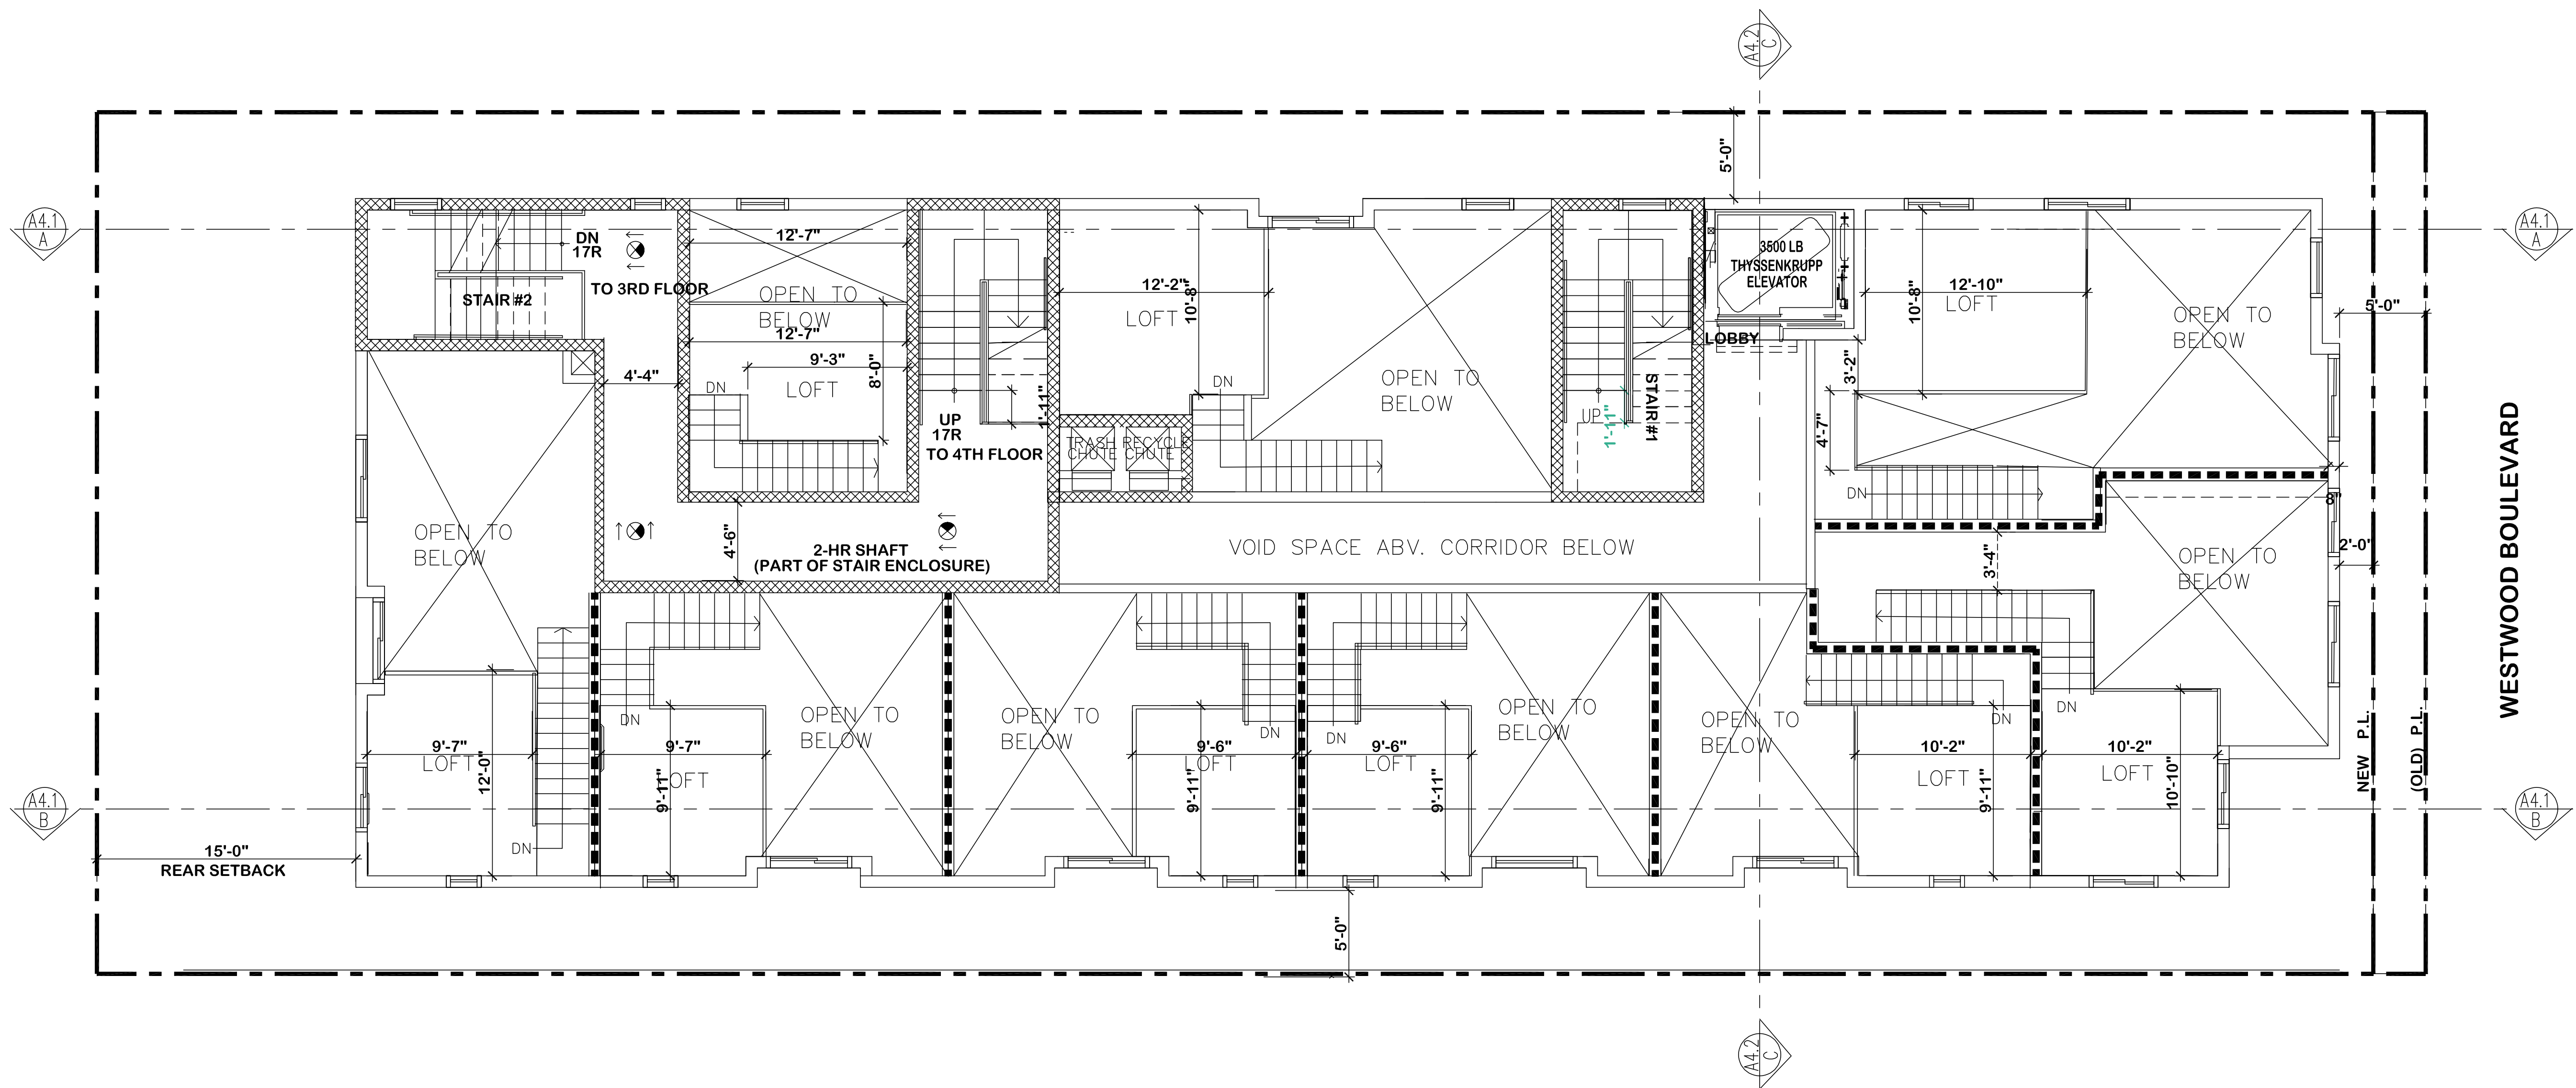 A4.2
C
5'-0"
A4.1
A
DN
17R
TO 3RD FLOOR
STAIR #2
12'-7"
OPEN TO
BELOW
12'-7"
9'-3"
8'-0"
LOFT
DN
4'-4"
UP
17R
TO 4TH FLOOR
1'-11"
12'-2"
10'-8"
LOFT
DN
TRASH RECYCLE
CHUTE CHUTE
OPEN TO
BELOW
UP
1'-11"
STAIR #1
3500 LB
THYSSENKRUPP
ELEVATOR
LOBBY
10'-8"
12'-10"
LOFT
3'-2"
4'-7"
OPEN TO
BELOW
5'-0"
A4.1
A
WESTWOOD BOULEVARD
DN
8"
2'-0"
OPEN TO
BELOW
4'-6"
2-HR SHAFT
(PART OF STAIR ENCLOSURE)
VOID SPACE ABV. CORRIDOR BELOW
3'-4"
OPEN TO
BELOW
9'-7"
LOFT
12'-0"
DN
DN
9'-7"
LOFT
9'-11"
OPEN TO
BELOW
OPEN TO
BELOW
9'-6"
LOFT
9'-11"
DN
DN
9'-6"
LOFT
9'-11"
OPEN TO
BELOW
OPEN TO
BELOW
10'-2"
LOFT
9'-11"
DN
DN
10'-2"
LOFT
10'-10"
NEW P.L.
(OLD) P.L.
A4.1
B
A4.1
B
15'-0"
REAR SETBACK
5'-0"
A4.2
C